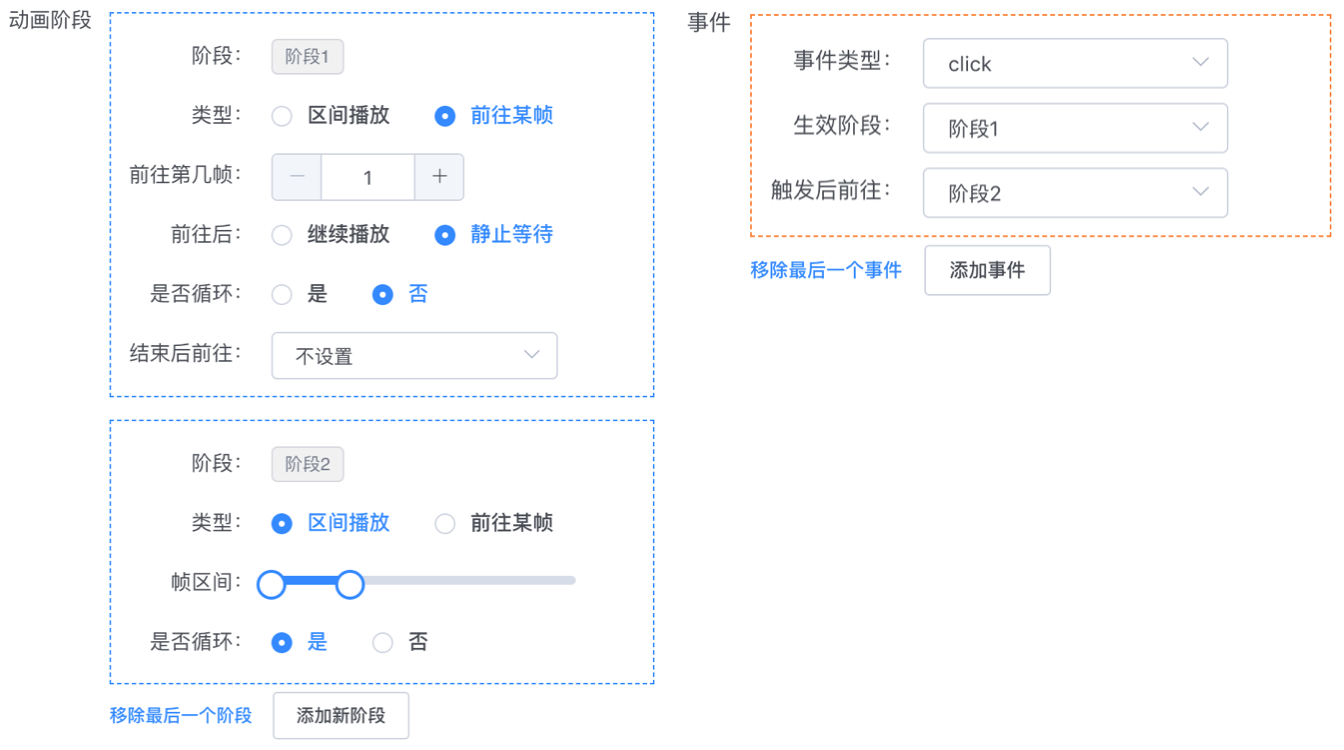 动画阶段
阶段： 阶段1
类型： 区间播放 前往某帧
前往第几帧： － 1 +
前往后： 继续播放 静止等待
是否循环： 是 否
结束后前往： 不设置
阶段： 阶段2
类型： 区间播放 前往某帧
帧区间：
是否循环： 是 否
移除最后一个阶段 添加新阶段
事件
事件类型： click
生效阶段： 阶段1
触发后前往： 阶段2
移除最后一个事件 添加事件